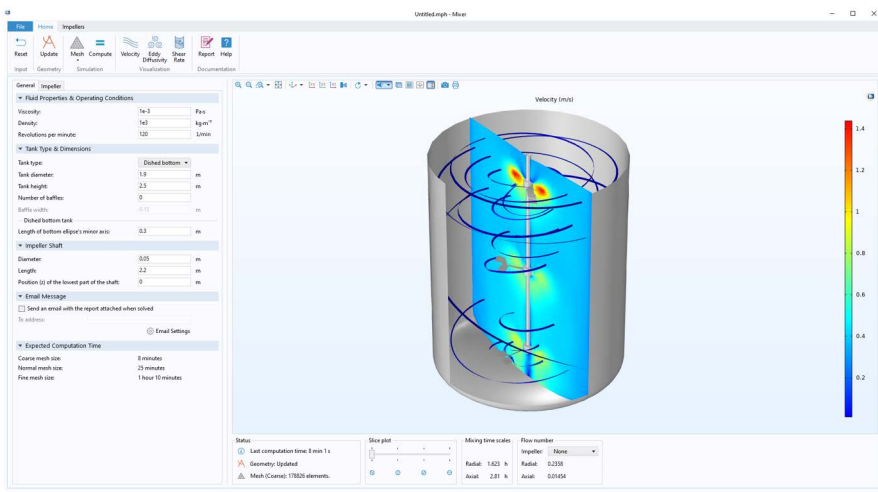 Untitled.mph - Mixer
File Home Impellers
Reset Update Mesh Compute Velocity Eddy Diffusivity Shear Rate Report Help
Input Geometry Simulation Visualization Documentation
General Impeller
Fluid Properties & Operating Conditions
Viscosity: 1e-3 Pa·s
Density: 1e3 kg·m⁻³
Revolutions per minute: 120 1/min
Tank Type & Dimensions
Tank type: Dished bottom
Tank diameter: 1.9 m
Tank height: 2.5 m
Number of baffles: 0
Baffle width: m
Dished bottom tank
Length of bottom ellipse's minor axis: 0.3 m
Impeller Shaft
Diameter: 0.05 m
Length: 2.2 m
Position (z) of the lowest part of the shaft: 0 m
Email Message
Send an email with the report attached when solved
To address:
Email Settings
Expected Computation Time
Coarse mesh size: 8 minutes
Normal mesh size: 25 minutes
Fine mesh size: 1 hour 10 minutes
Velocity (m/s)
1.4
1.2
1
0.8
0.6
0.4
0.2
Status
Last computation time: 8 min 1 s
Geometry: Updated
Mesh (Coarse): 178826 elements.
Slice plot
Mixing time scales
Radial: 1.623 h
Axial: 2.81 h
Flow number
Impeller: None
Radial: 0.2358
Axial: 0.01454